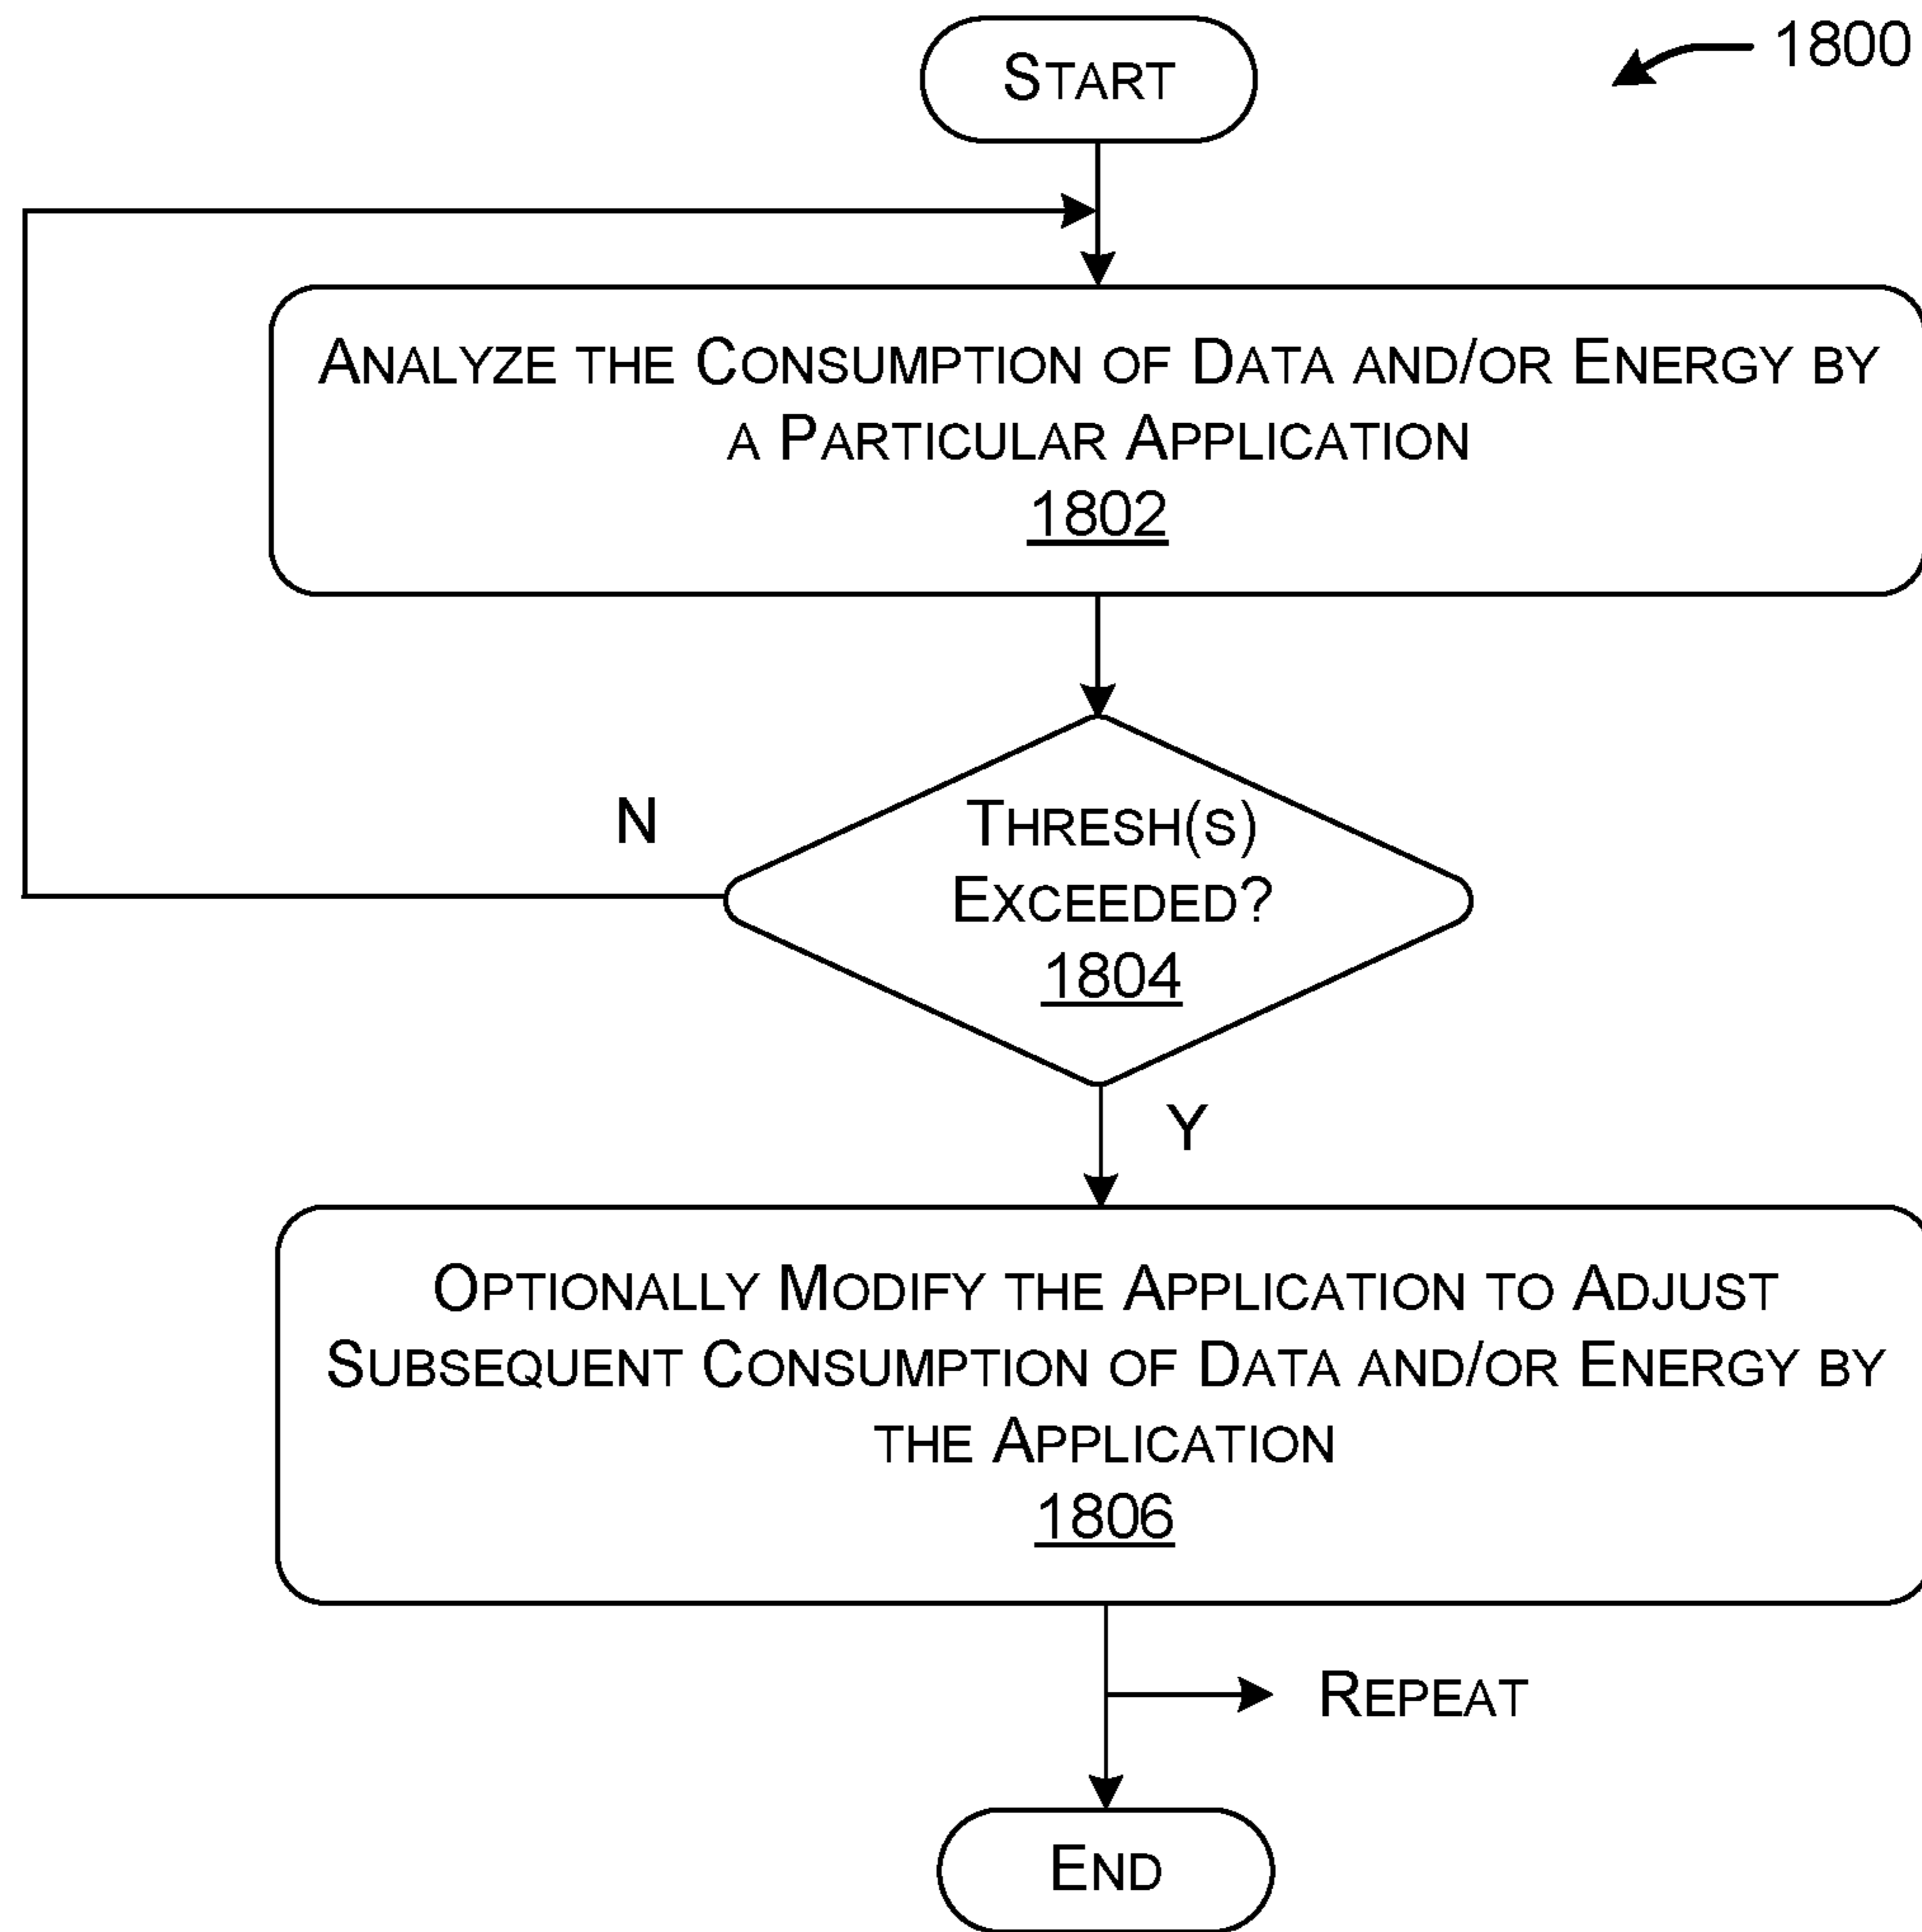 START
1800
ANALYZE THE CONSUMPTION OF DATA AND/OR ENERGY BY
A PARTICULAR APPLICATION
1802
N
THRESH(S)
EXCEEDED?
1804
Y
OPTIONALLY MODIFY THE APPLICATION TO ADJUST
SUBSEQUENT CONSUMPTION OF DATA AND/OR ENERGY BY
THE APPLICATION
1806
REPEAT
END